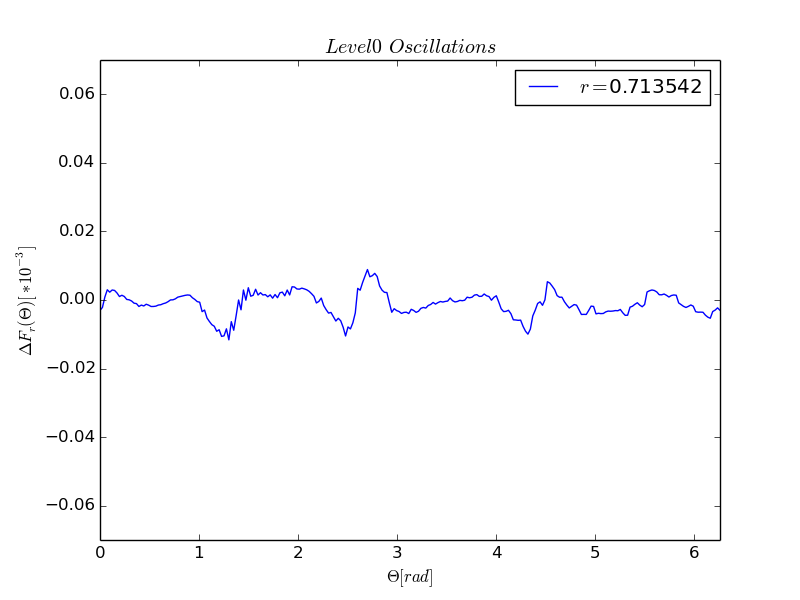 Level0 Oscillations
r=0.713542
0.06
0.04
0.02
0.00
−0.02
−0.04
−0.06
ΔF_r(Θ)[*10^{-3}]
0 1 2 3 4 5 6
Θ[rad]